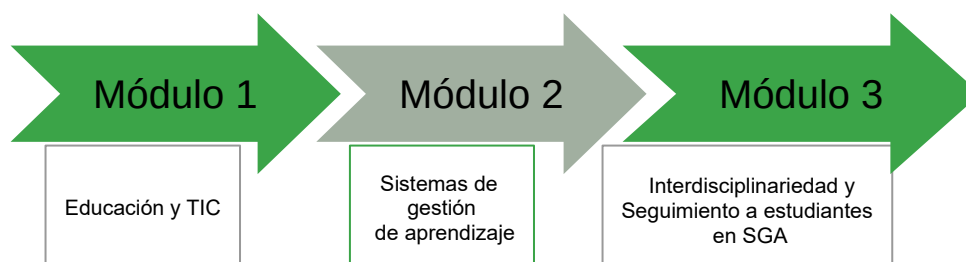 Módulo 1
Módulo 2
Módulo 3
Educación y TIC
Sistemas de
gestión
de aprendizaje
Interdisciplinariedad y
Seguimiento a estudiantes
en SGA